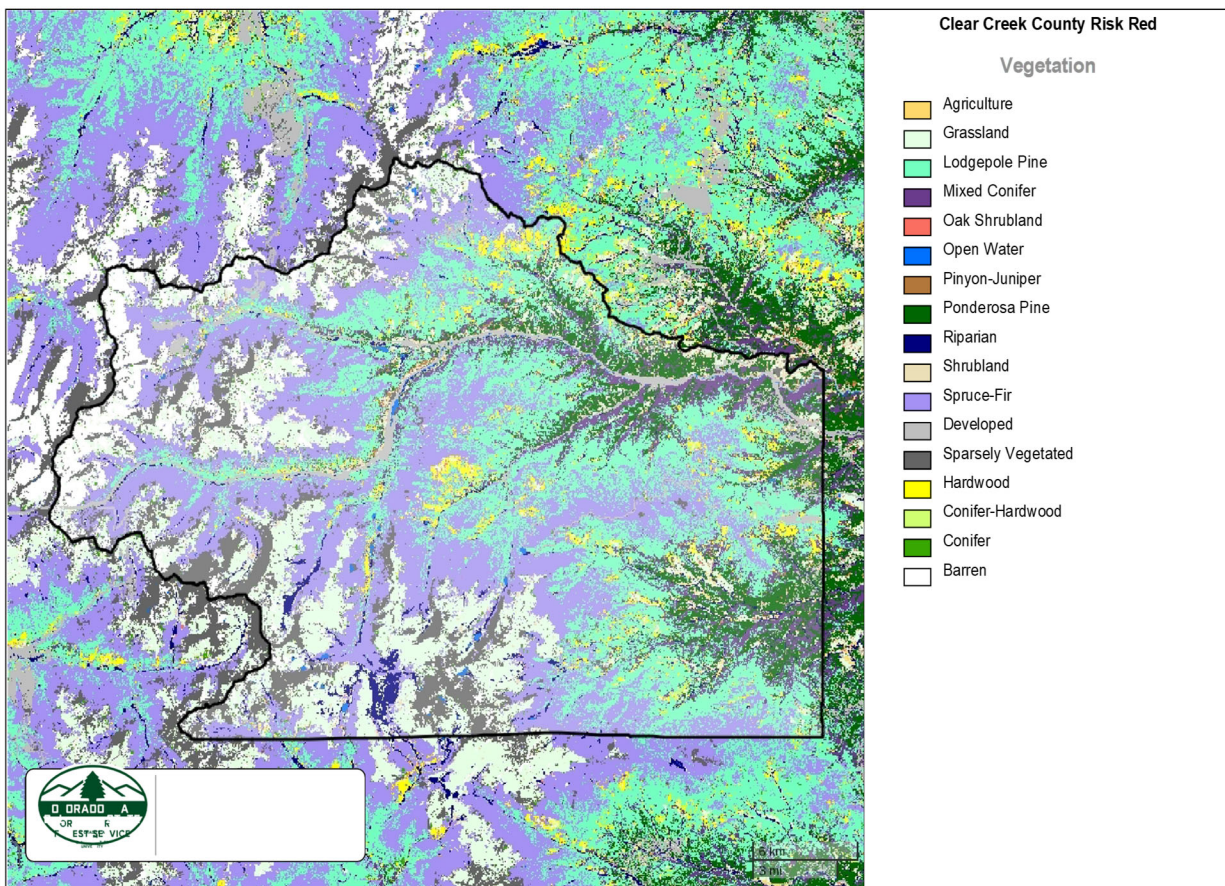 Clear Creek County Risk Red
Vegetation
Agriculture
Grassland
Lodgepole Pine
Mixed Conifer
Oak Shrubland
Open Water
Pinyon-Juniper
Ponderosa Pine
Riparian
Shrubland
Spruce-Fir
Developed
Sparsely Vegetated
Hardwood
Conifer-Hardwood
Conifer
Barren
6 km
3 mi